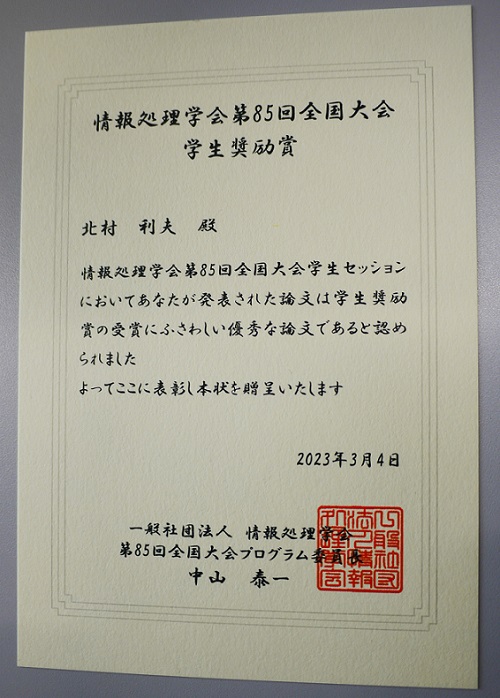 情報処理学会第85回全国大会
学生奨励賞
北村 利夫 殿
情報処理学会第85回全国大会学生セッション
においてあなたが発表された論文は学生奨励
賞の受賞にふさわしい優秀な論文であると認め
られました
よってここに表彰し本状を贈呈いたします
2023年3月4日
一般社団法人 情報処理学会
第85回全国大会プログラム委員長
中山 泰一